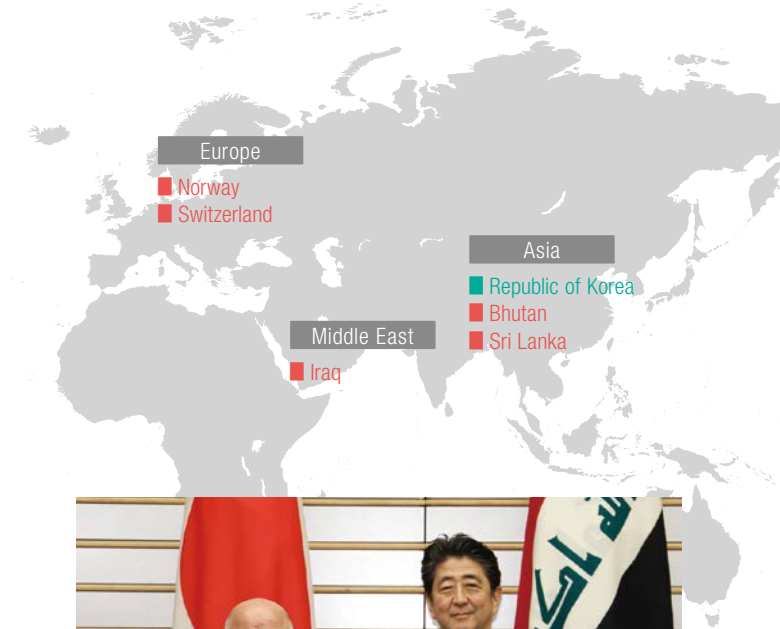 Europe
Norway
Switzerland
Asia
Republic of Korea
Bhutan
Sri Lanka
Middle East
Iraq